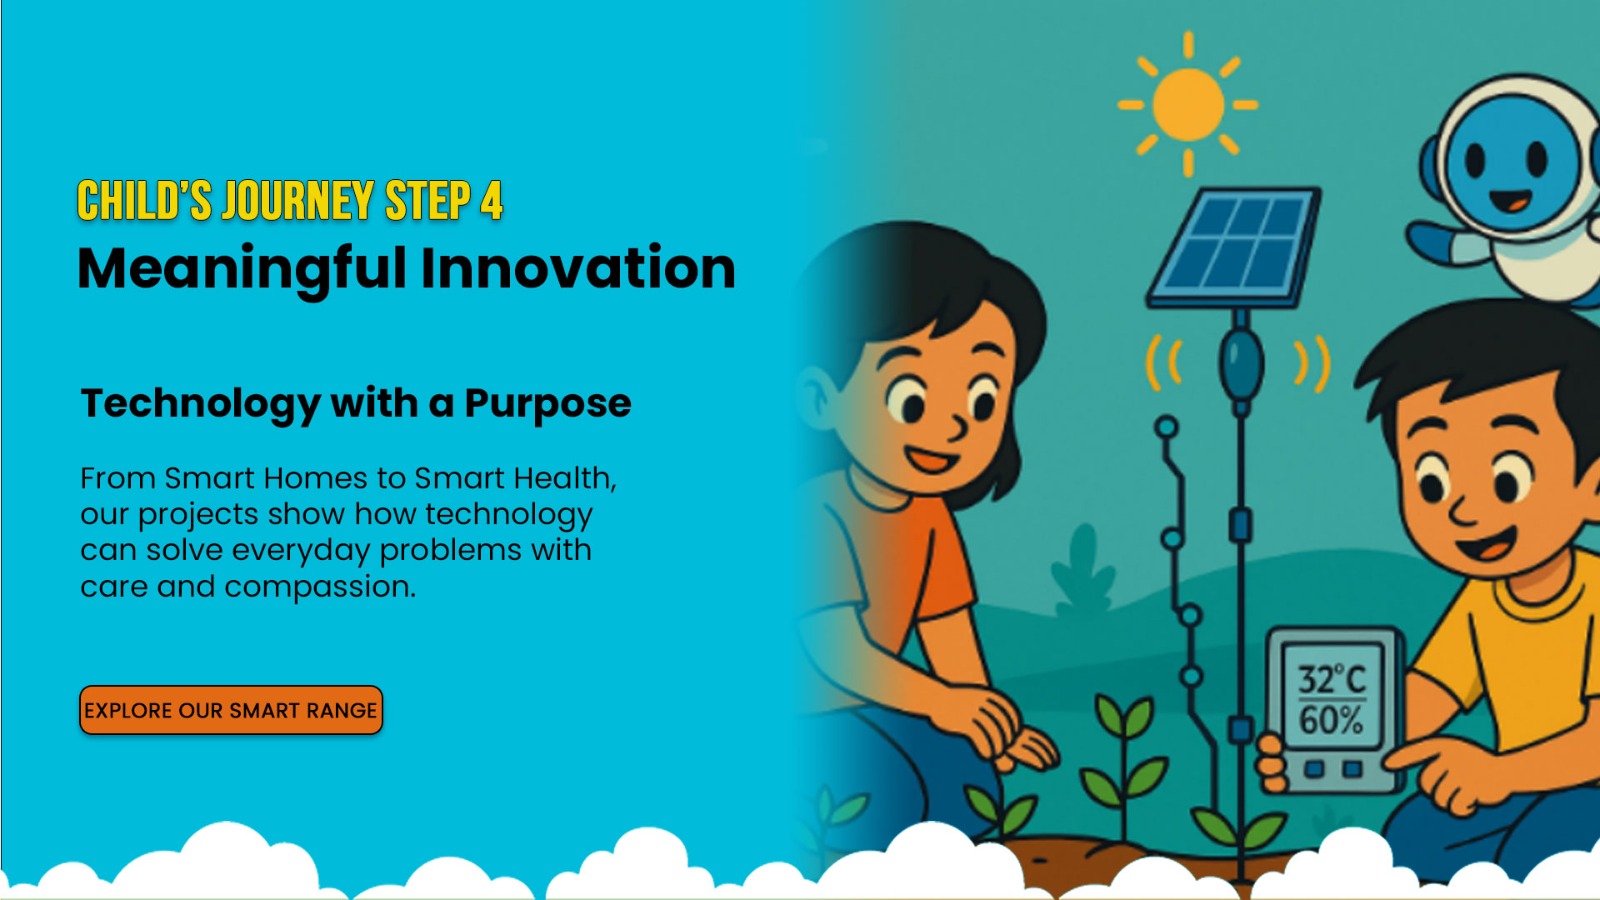 CHILD'S JOURNEY STEP 4
Meaningful Innovation
Technology with a Purpose
From Smart Homes to Smart Health,
our projects show how technology
can solve everyday problems with
care and compassion.
EXPLORE OUR SMART RANGE
32°C
60%